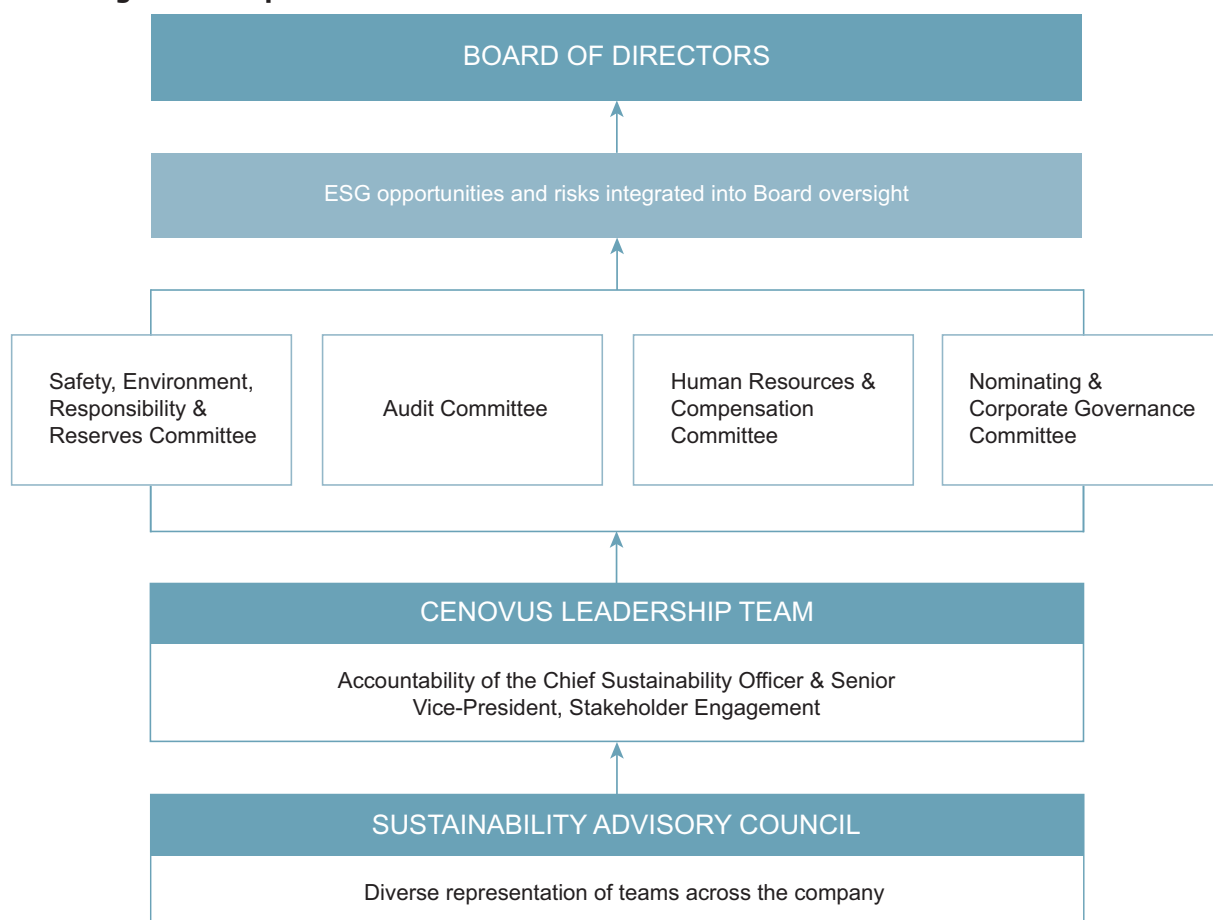 BOARD OF DIRECTORS
ESG opportunities and risks integrated into Board oversight
Safety, Environment,
Responsibility &
Reserves Committee
Audit Committee
Human Resources &
Compensation
Committee
Nominating &
Corporate Governance
Committee
CENOVUS LEADERSHIP TEAM
Accountability of the Chief Sustainability Officer & Senior
Vice-President, Stakeholder Engagement
SUSTAINABILITY ADVISORY COUNCIL
Diverse representation of teams across the company